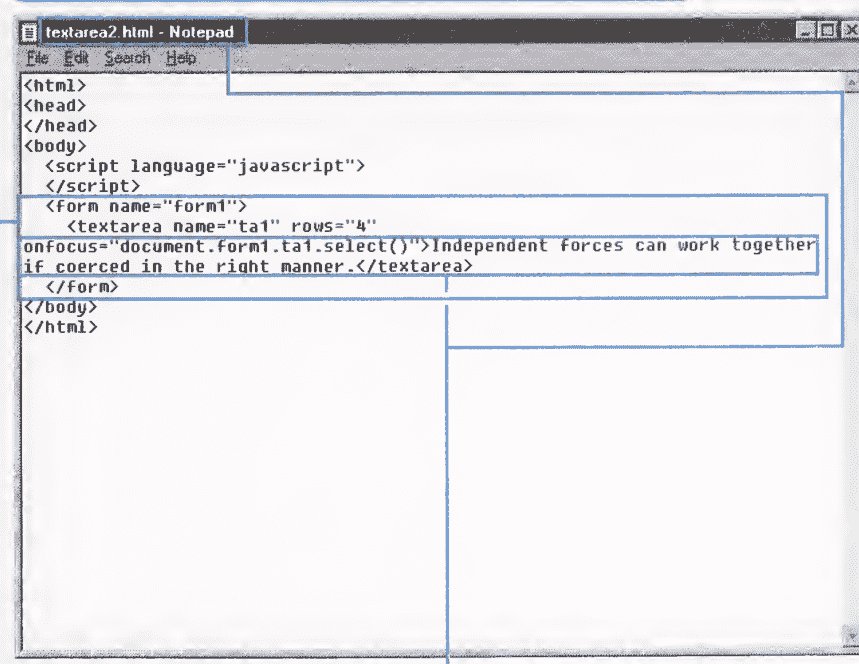 textarea2.html - Notepad
File Edit Search Help
<html>
<head>
</head>
<body>
  <script language="javascript">
  </script>
  <form name="form1">
    <textarea name="ta1" rows="4"
onfocus="document.form1.ta1.select()">Independent forces can work together
if coerced in the right manner.</textarea>
  </form>
</body>
</html>